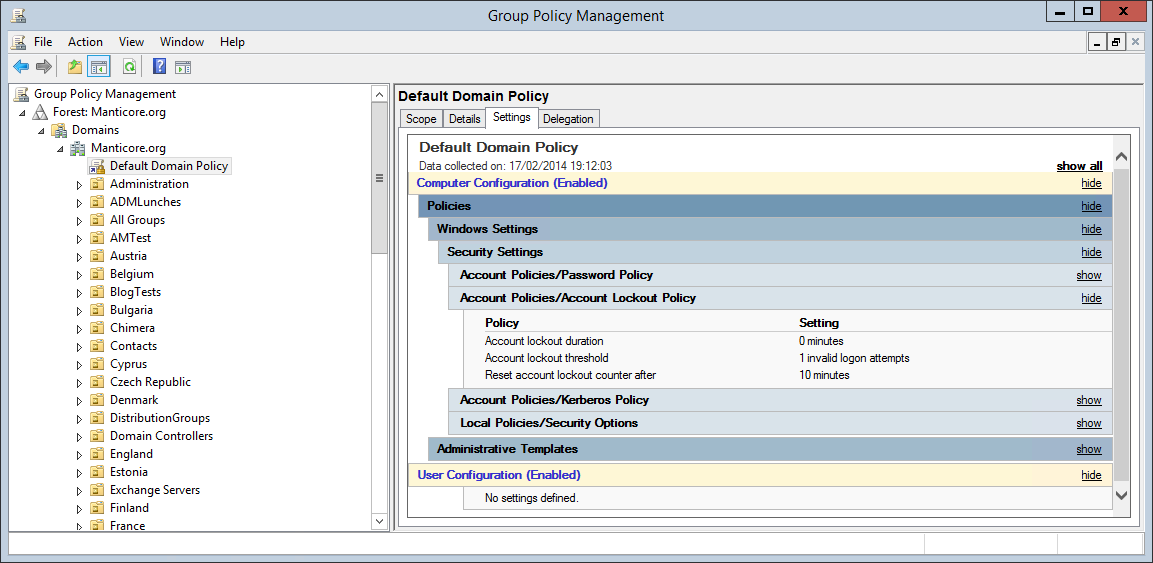 Group Policy Management
File Action View Window Help
Group Policy Management
Forest: Manticore.org
Domains
Manticore.org
Default Domain Policy
Administration
ADMLunches
All Groups
AMTest
Austria
Belgium
BlogTests
Bulgaria
Chimera
Contacts
Cyprus
Czech Republic
Denmark
DistributionGroups
Domain Controllers
England
Estonia
Exchange Servers
Finland
France
Default Domain Policy
Scope Details Settings Delegation
Default Domain Policy
Data collected on: 17/02/2014 19:12:03 show all
Computer Configuration (Enabled) hide
Policies hide
Windows Settings hide
Security Settings hide
Account Policies/Password Policy show
Account Policies/Account Lockout Policy hide
Policy Setting
Account lockout duration 0 minutes
Account lockout threshold 1 invalid logon attempts
Reset account lockout counter after 10 minutes
Account Policies/Kerberos Policy show
Local Policies/Security Options show
Administrative Templates show
User Configuration (Enabled) hide
No settings defined.